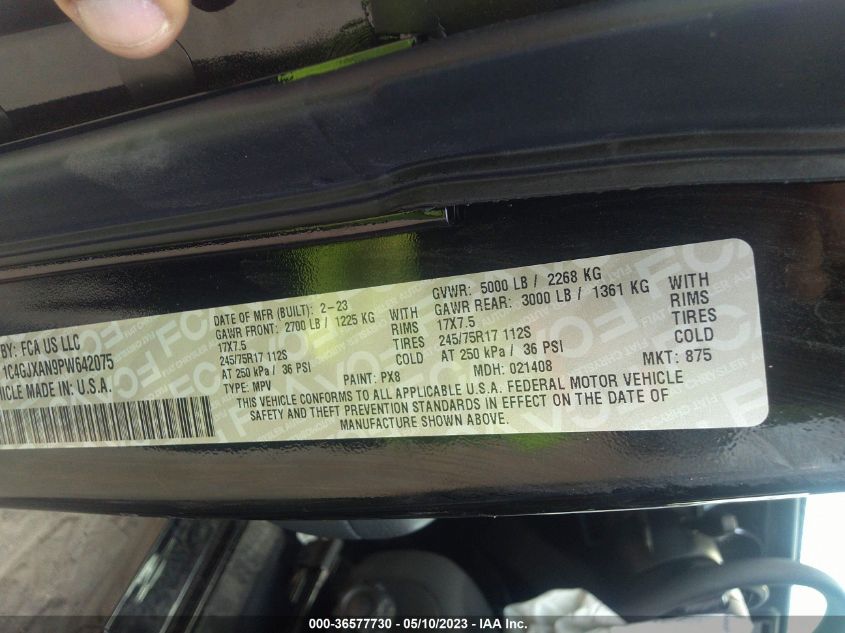 BY: FCA US LLC
1C4GJXAN9PW642075
VEHICLE MADE IN U.S.A.
DATE OF MFR (BUILT): 2-23
GAWR FRONT: 2700 LB / 1225 KG WITH
17X7.5 RIMS
245/75R17 112S TIRES
AT 250 kPa / 36 PSI COLD
TYPE: MPV PAINT: PX8
GVWR: 5000 LB / 2268 KG
GAWR REAR: 3000 LB / 1361 KG WITH
17X7.5 RIMS
245/75R17 112S TIRES
AT 250 kPa / 36 PSI COLD
MDH: 021408 MKT: 875
THIS VEHICLE CONFORMS TO ALL APPLICABLE U.S.A. FEDERAL MOTOR VEHICLE
SAFETY AND THEFT PREVENTION STANDARDS IN EFFECT ON THE DATE OF
MANUFACTURE SHOWN ABOVE.
000-36577730 - 05/10/2023 - IAA Inc.